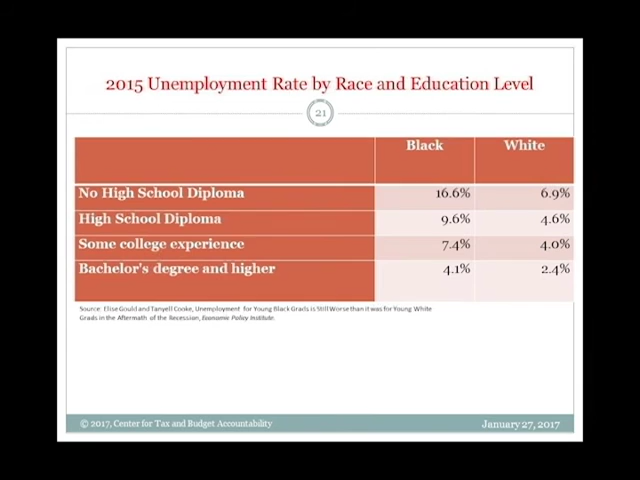 2015 Unemployment Rate by Race and Education Level
21
Black White
No High School Diploma 16.6% 6.9%
High School Diploma 9.6% 4.6%
Some college experience 7.4% 4.0%
Bachelor's degree and higher 4.1% 2.4%
Source: Elise Gould and Tanyell Cooke, Unemployment for Young Black Grads is Still Worse than it was for Young White
Grads in the Aftermath of the Recession, Economic Policy Institute.
© 2017, Center for Tax and Budget Accountability January 27, 2017